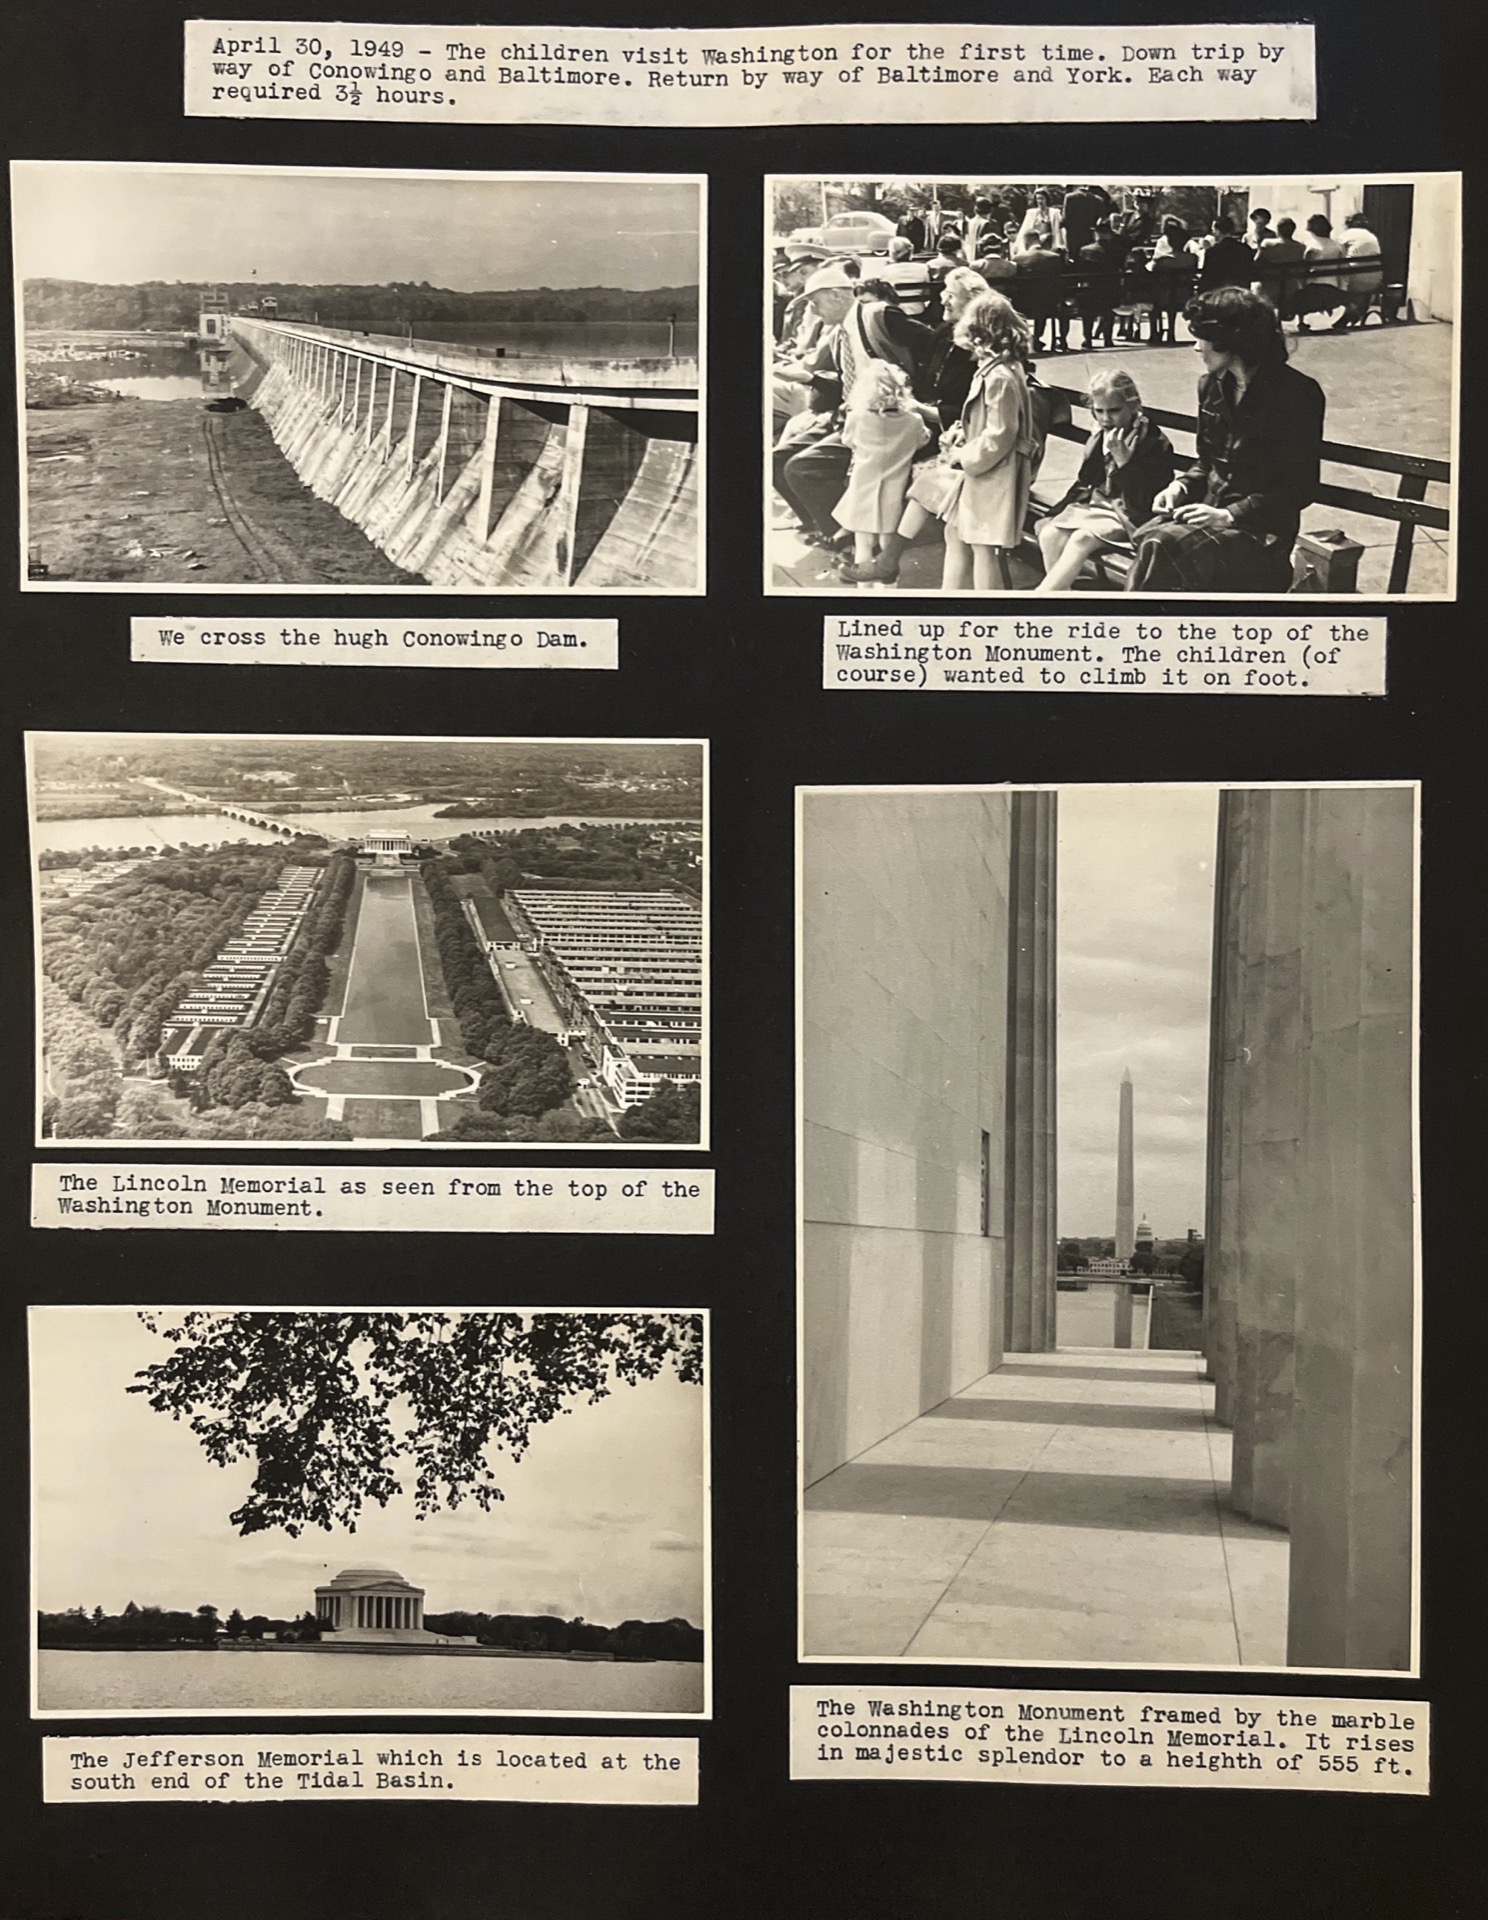 April 30, 1949 - The children visit Washington for the first time. Down trip by
way of Conowingo and Baltimore. Return by way of Baltimore and York. Each way
required 3½ hours.
We cross the hugh Conowingo Dam.
Lined up for the ride to the top of the
Washington Monument. The children (of
course) wanted to climb it on foot.
The Lincoln Memorial as seen from the top of the
Washington Monument.
The Washington Monument framed by the marble
colonnades of the Lincoln Memorial. It rises
in majestic splendor to a heighth of 555 ft.
The Jefferson Memorial which is located at the
south end of the Tidal Basin.